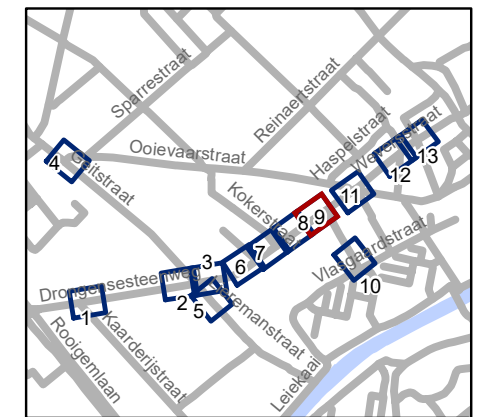 Sparrestraat
Reinaertstraat
Haspelstraat
Weversstraat
Ooievaarstraat
Geitstraat
Kokerstraat
Vlasgaardstraat
Drongensesteenweg
Rooigemlaan
Kaarderijstraat
Leiekaai
4
13
12
11
9
8
7
6
3
10
2
5
1